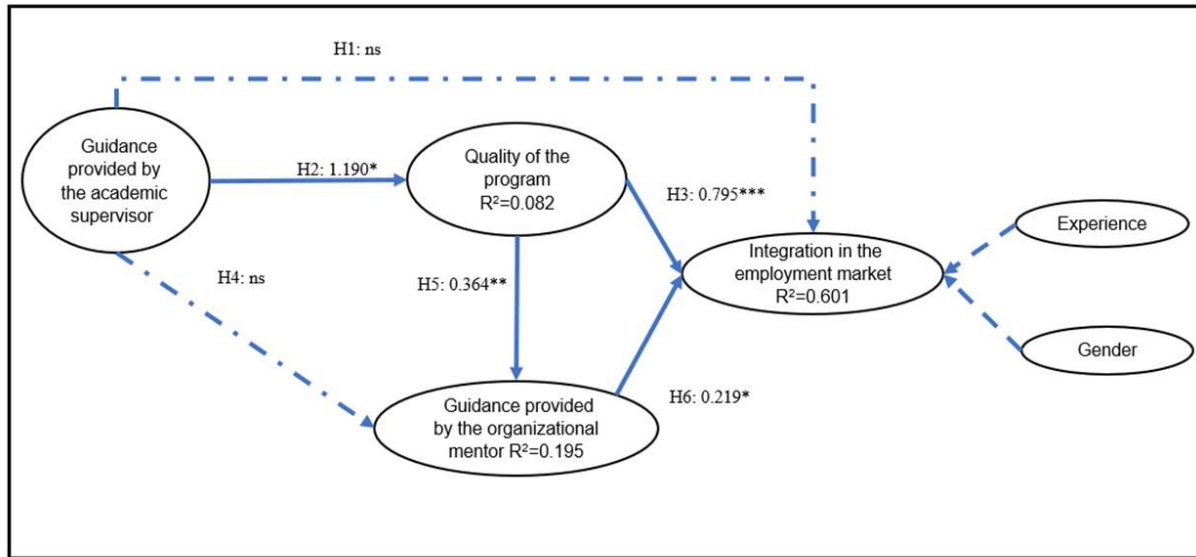 H1: ns
Guidance
provided by
the academic
supervisor
H2: 1.190*
Quality of the
program
R²=0.082
H3: 0.795***
Experience
Integration in the
employment market
R²=0.601
H4: ns
H5: 0.364**
Gender
Guidance provided
by the organizational
mentor R²=0.195
H6: 0.219*